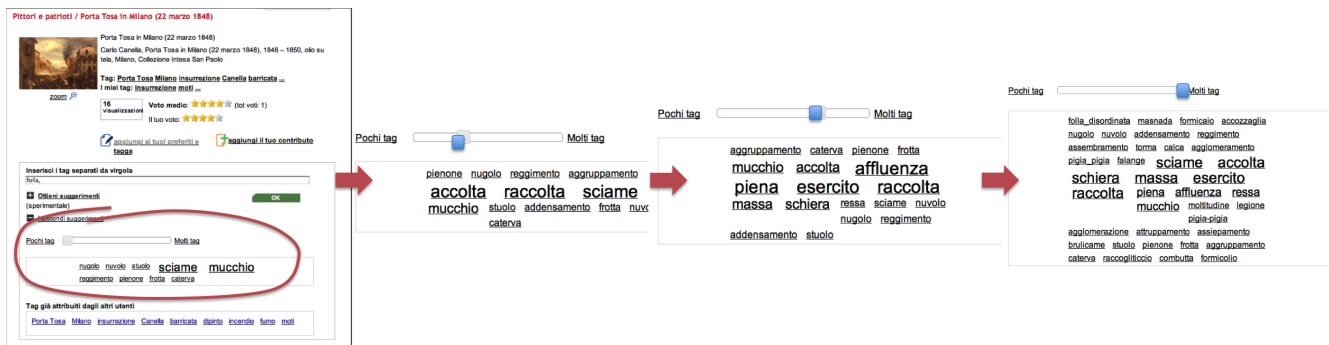 Pittori e patrioti / Porta Tosa in Milano (22 marzo 1848)
Porta Tosa in Milano (22 marzo 1848)
Carlo Canella, Porta Tosa in Milano (22 marzo 1848), 1848 – 1850, olio su
tela, Milano, Collezione Intesa San Paolo
Tag: Porta Tosa Milano insurrezione Canella barricata ...
I miei tag: insurrezione moti ...
zoom
16
visualizzazioni
Voto medio: (tot voti: 1)
Il tuo voto:
aggiungi ai tuoi preferiti e
tagga
aggiungi il tuo contributo
Inserisci i tag separati da virgola
folla,
Ottieni suggerimenti
(sperimentale)
OK
Nascondi suggerimenti
Pochi tag Molti tag
nugolo nuvolo stuolo sciame mucchio
reggimento pienone frotta caterva
Tag già attribuiti dagli altri utenti
Porta Tosa Milano insurrezione Canella barricata dipinto incendio fumo moti
Pochi tag Molti tag
pienone nugolo reggimento aggruppamento
accolta raccolta sciame
mucchio stuolo addensamento frotta nuvo
caterva
Pochi tag Molti tag
aggruppamento caterva pienone frotta
mucchio accolta affluenza
piena esercito raccolta
massa schiera ressa sciame nuvolo
nugolo reggimento
addensamento stuolo
Pochi tag Molti tag
folla_disordinata masnada formicaio accozzaglia
nugolo nuvolo addensamento reggimento
assembramento torma calca agglomeramento
pigia_pigia falange sciame accolta
schiera massa esercito
raccolta piena affluenza ressa
mucchio moltitudine legione
pigia-pigia
agglomerazione attruppamento assiepamento
brulicame stuolo pienone frotta aggruppamento
caterva raccogliticcio combutta formicolio